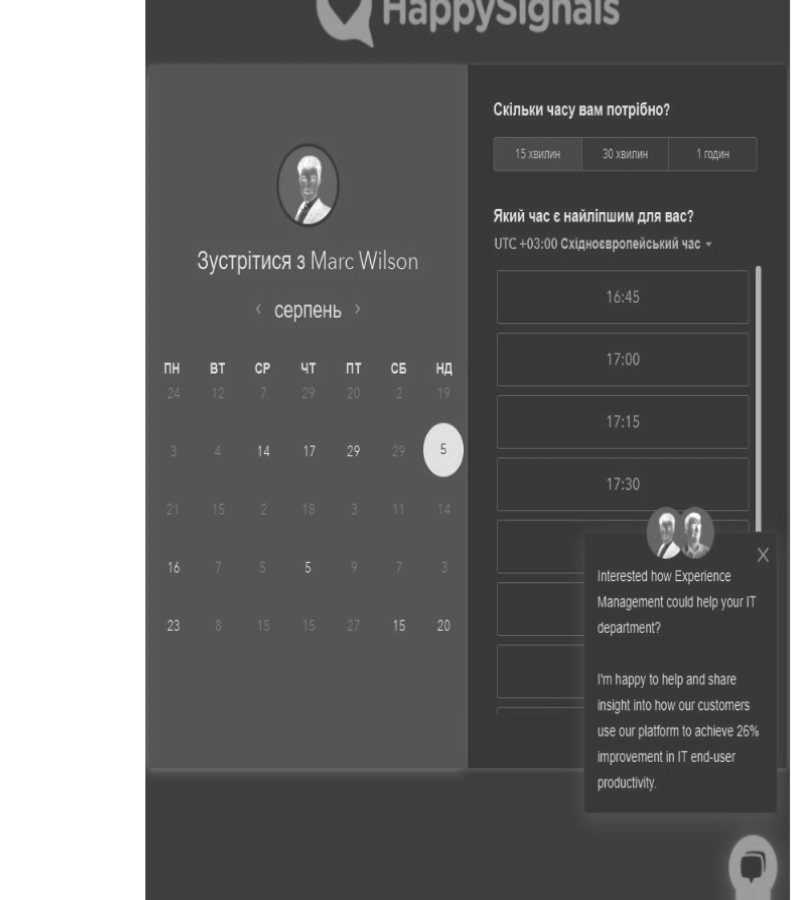 HappySignals
Зустрітися з Marc Wilson
серпень
ПН ВТ СР ЧТ ПТ СБ НД
24 12 7 29 20 2 19
3 4 14 17 29 29 5
21 15 2 18 3 11 14
16 7 5 5 9 7 3
23 8 15 15 27 15 20
Скільки часу вам потрібно?
15 хвилин 30 хвилин 1 годин
Який час є найліпшим для вас?
UTC +03:00 Східноєвропейський час
16:45
17:00
17:15
17:30
X
Interested how Experience
Management could help your IT
department?
I'm happy to help and share
insight into how our customers
use our platform to achieve 26%
improvement in IT end-user
productivity.